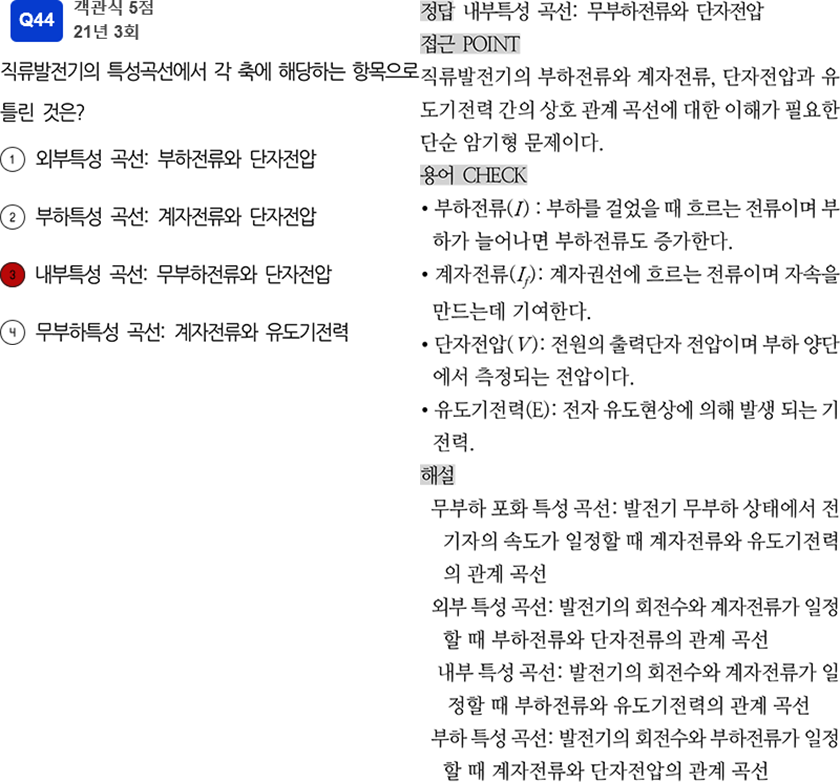 Q44
객관식 5점
21년 3회
직류발전기의 특성곡선에서 각 축에 해당하는 항목으로
틀린 것은?
1 외부특성 곡선: 부하전류와 단자전압
2 부하특성 곡선: 계자전류와 단자전압
3 내부특성 곡선: 무부하전류와 단자전압
4 무부하특성 곡선: 계자전류와 유도기전력
정답 내부특성 곡선: 무부하전류와 단자전압
접근 POINT
직류발전기의 부하전류와 계자전류, 단자전압과 유
도기전력 간의 상호 관계 곡선에 대한 이해가 필요한
단순 암기형 문제이다.
용어 CHECK
• 부하전류(I) : 부하를 걸었을 때 흐르는 전류이며 부
하가 늘어나면 부하전류도 증가한다.
• 계자전류(If): 계자권선에 흐르는 전류이며 자속을
만드는데 기여한다.
• 단자전압(V): 전원의 출력단자 전압이며 부하 양단
에서 측정되는 전압이다.
• 유도기전력(E): 전자 유도현상에 의해 발생 되는 기
전력.
해설
무부하 포화 특성 곡선: 발전기 무부하 상태에서 전
기자의 속도가 일정할 때 계자전류와 유도기전력
의 관계 곡선
외부 특성 곡선: 발전기의 회전수와 계자전류가 일정
할 때 부하전류와 단자전류의 관계 곡선
내부 특성 곡선: 발전기의 회전수와 계자전류가 일
정할 때 부하전류와 유도기전력의 관계 곡선
부하 특성 곡선: 발전기의 회전수와 부하전류가 일정
할 때 계자전류와 단자전압의 관계 곡선